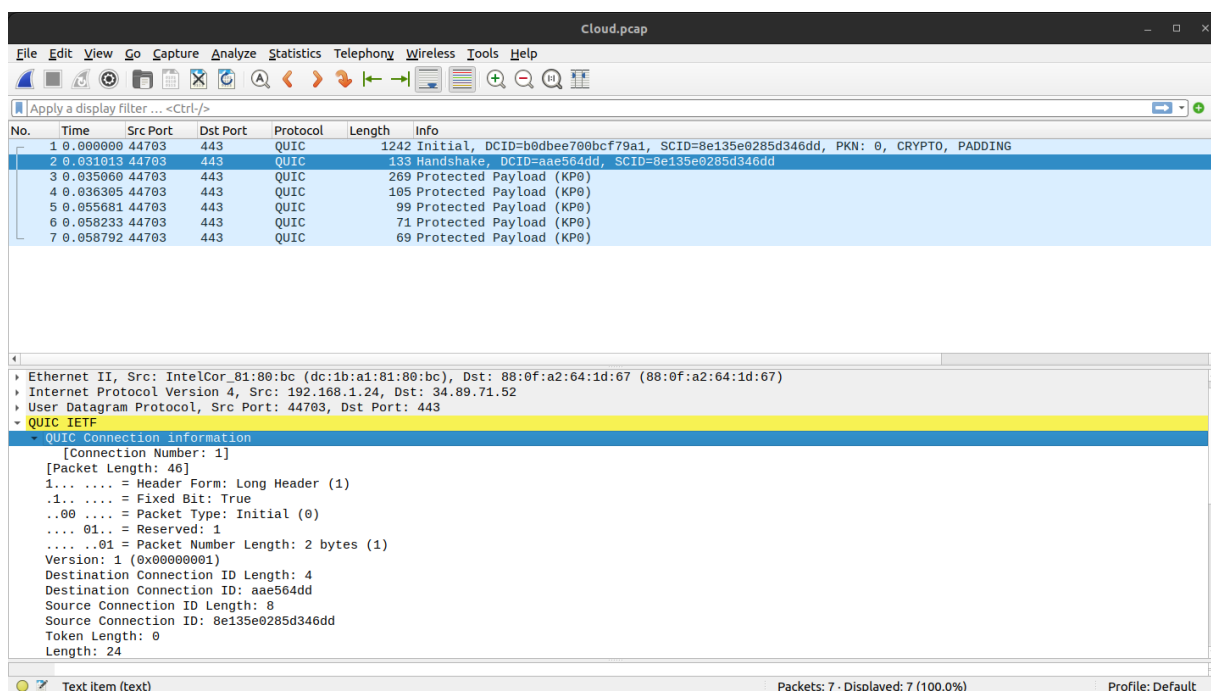 Cloud.pcap
File Edit View Go Capture Analyze Statistics Telephony Wireless Tools Help
Apply a display filter … <Ctrl-/>
No. Time Src Port Dst Port Protocol Length Info
1 0.000000 44703 443 QUIC 1242 Initial, DCID=b0dbee700bcf79a1, SCID=8e135e0285d346dd, PKN: 0, CRYPTO, PADDING
2 0.031013 44703 443 QUIC 133 Handshake, DCID=aae564dd, SCID=8e135e0285d346dd
3 0.035060 44703 443 QUIC 269 Protected Payload (KP0)
4 0.036305 44703 443 QUIC 105 Protected Payload (KP0)
5 0.055681 44703 443 QUIC 99 Protected Payload (KP0)
6 0.058233 44703 443 QUIC 71 Protected Payload (KP0)
7 0.058792 44703 443 QUIC 69 Protected Payload (KP0)
Ethernet II, Src: IntelCor_81:80:bc (dc:1b:a1:81:80:bc), Dst: 88:0f:a2:64:1d:67 (88:0f:a2:64:1d:67)
Internet Protocol Version 4, Src: 192.168.1.24, Dst: 34.89.71.52
User Datagram Protocol, Src Port: 44703, Dst Port: 443
QUIC IETF
QUIC Connection information
[Connection Number: 1]
[Packet Length: 46]
1... .... = Header Form: Long Header (1)
.1.. .... = Fixed Bit: True
..00 .... = Packet Type: Initial (0)
.... 01.. = Reserved: 1
.... ..01 = Packet Number Length: 2 bytes (1)
Version: 1 (0x00000001)
Destination Connection ID Length: 4
Destination Connection ID: aae564dd
Source Connection ID Length: 8
Source Connection ID: 8e135e0285d346dd
Token Length: 0
Length: 24
Text item (text) Packets: 7 · Displayed: 7 (100.0%) Profile: Default